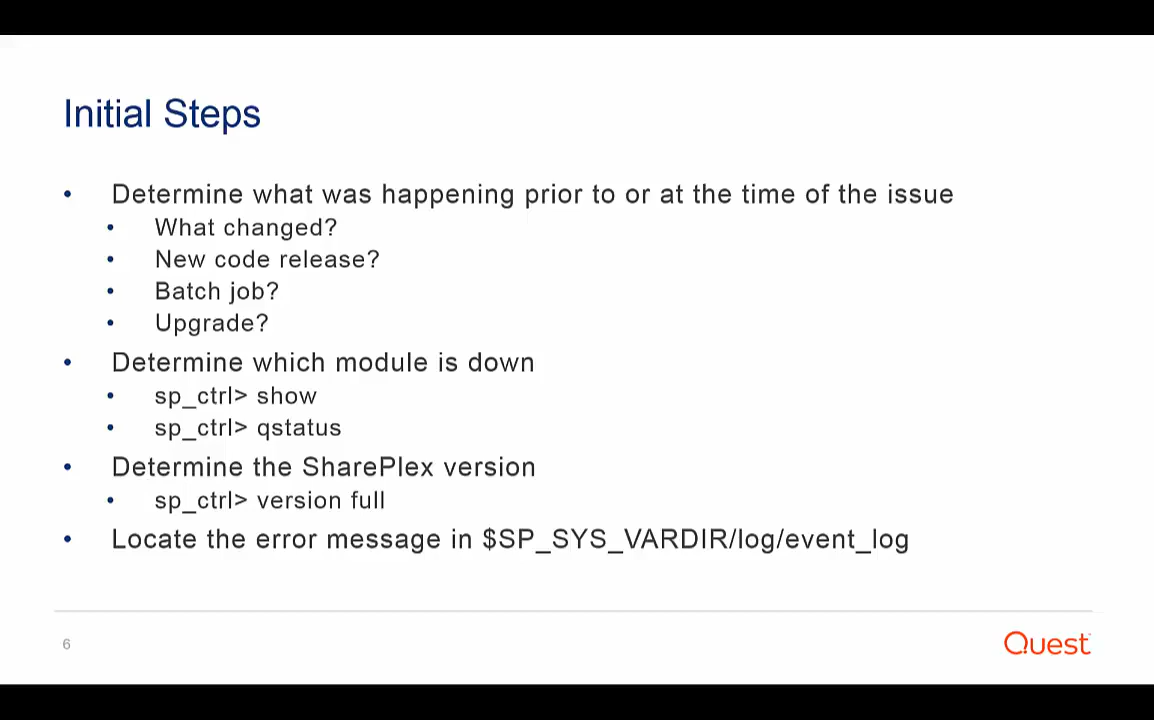 Initial Steps
• Determine what was happening prior to or at the time of the issue
• What changed?
• New code release?
• Batch job?
• Upgrade?
• Determine which module is down
• sp_ctrl> show
• sp_ctrl> qstatus
• Determine the SharePlex version
• sp_ctrl> version full
• Locate the error message in $SP_SYS_VARDIR/log/event_log
6
Quest